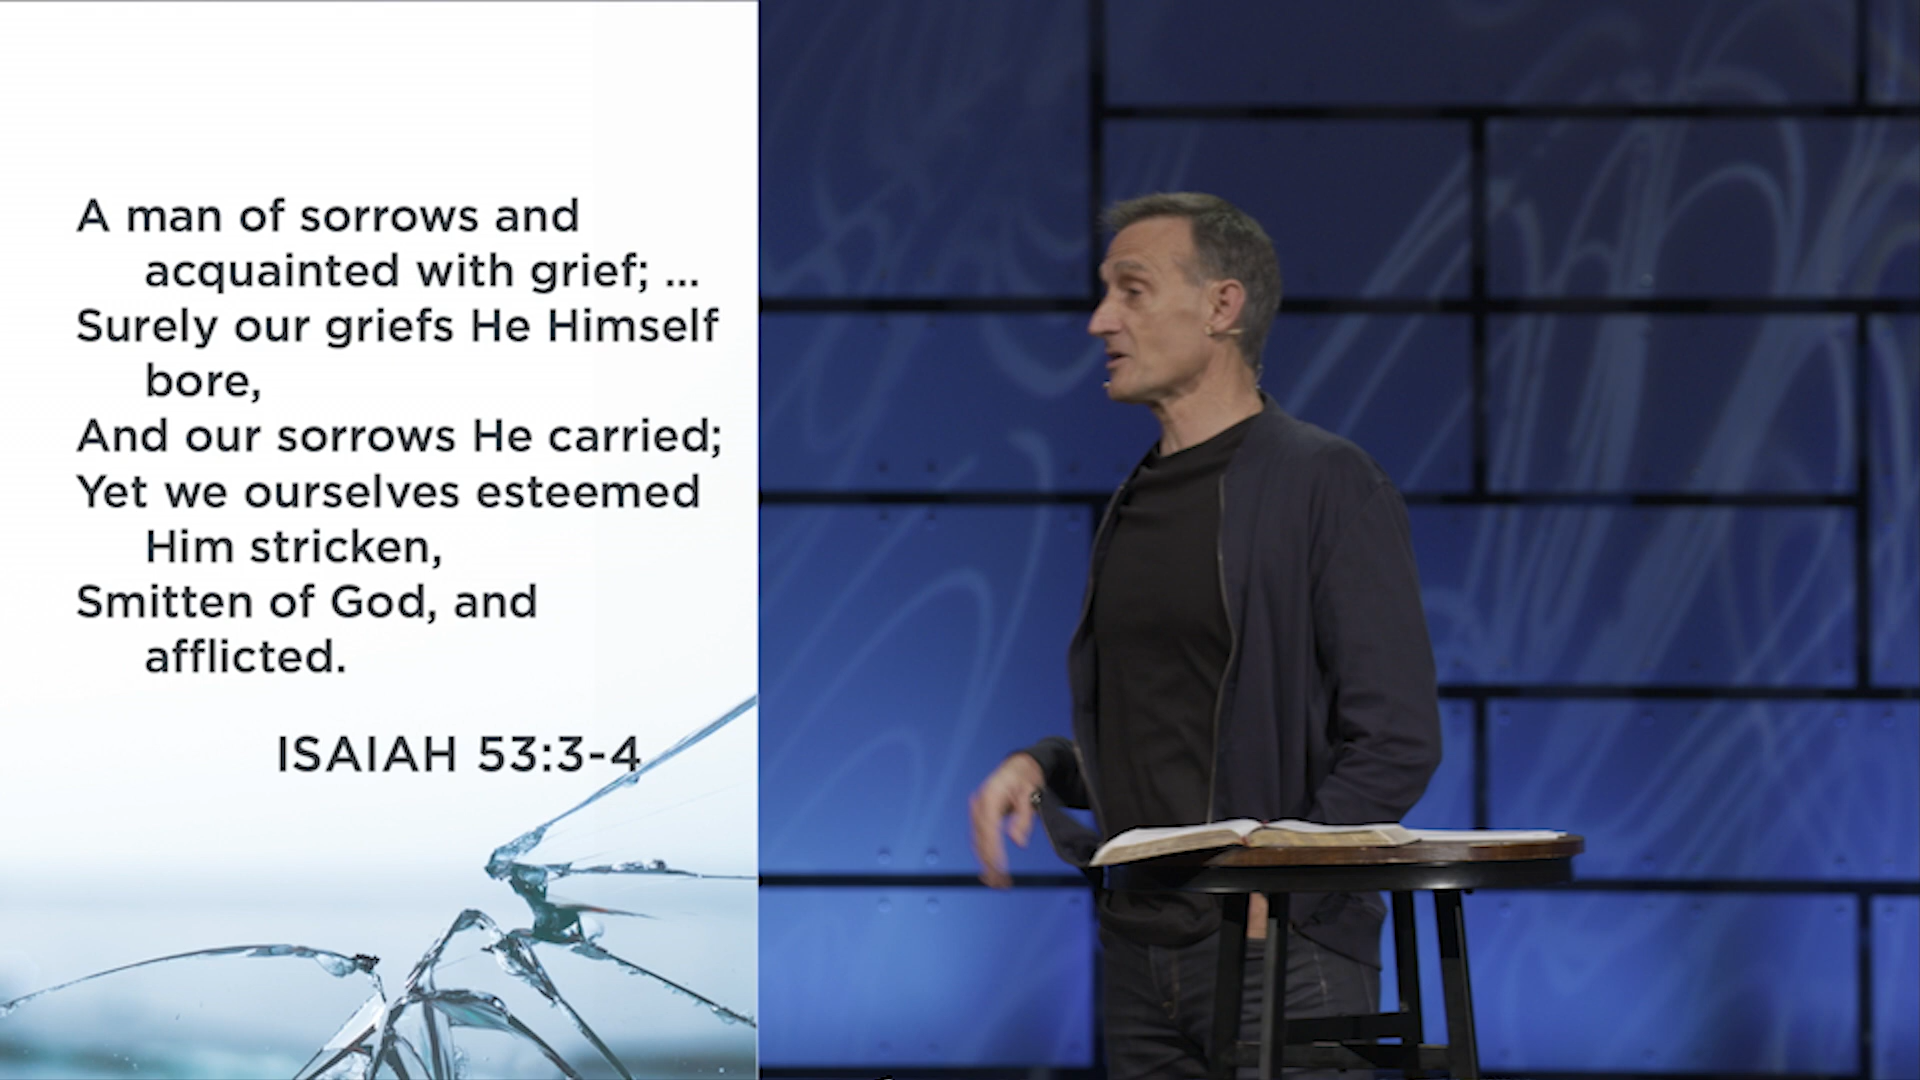 A man of sorrows and
acquainted with grief; ...
Surely our griefs He Himself
bore,
And our sorrows He carried;
Yet we ourselves esteemed
Him stricken,
Smitten of God, and
afflicted.
ISAIAH 53:3-4